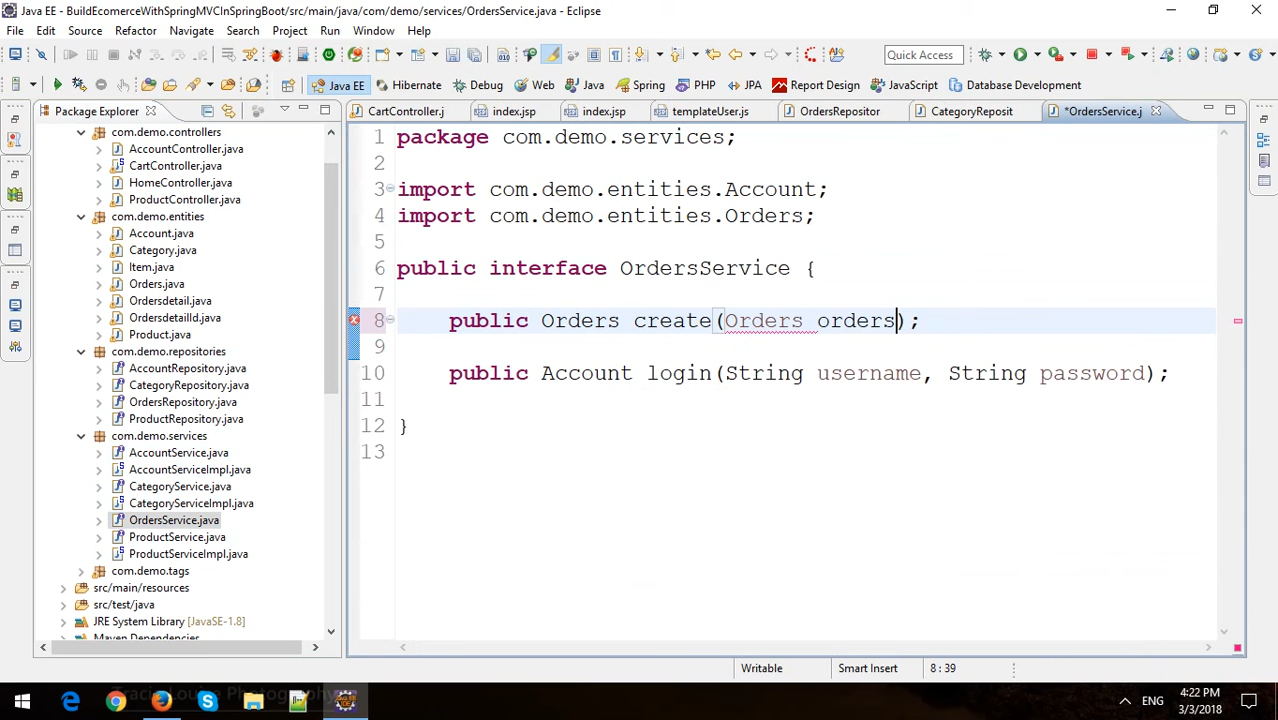 Java EE - BuildEcomerceWithSpringMVCInSpringBoot/src/main/java/com/demo/services/OrdersService.java - Eclipse
File Edit Source Refactor Navigate Search Project Run Window Help
Quick Access
Java EE Hibernate Debug Web Java Spring PHP JPA Report Design JavaScript Database Development
Package Explorer
CartController.j index.jsp index.jsp templateUser.js OrdersRepositor CategoryReposit *OrdersService.j
com.demo.controllers
AccountController.java
CartController.java
HomeController.java
ProductController.java
com.demo.entities
Account.java
Category.java
Item.java
Orders.java
Ordersdetail.java
OrdersdetailId.java
Product.java
com.demo.repositories
AccountRepository.java
CategoryRepository.java
OrdersRepository.java
ProductRepository.java
com.demo.services
AccountService.java
AccountServiceImpl.java
CategoryService.java
CategoryServiceImpl.java
OrdersService.java
ProductService.java
ProductServiceImpl.java
com.demo.tags
src/main/resources
src/test/java
JRE System Library [JavaSE-1.8]
Maven Dependencies
1 package com.demo.services;
2
3 import com.demo.entities.Account;
4 import com.demo.entities.Orders;
5
6 public interface OrdersService {
7
8 public Orders create(Orders orders);
9
10 public Account login(String username, String password);
11
12 }
13
Writable Smart Insert 8 : 39
Tracie Louise Photography
ENG
4:22 PM
3/3/2018